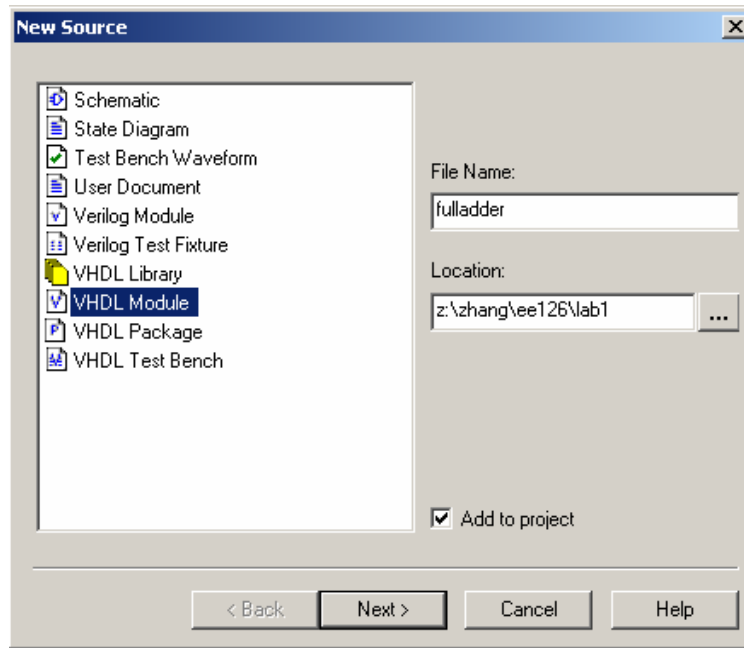 New Source
Schematic
State Diagram
Test Bench Waveform
User Document
Verilog Module
Verilog Test Fixture
VHDL Library
VHDL Module
VHDL Package
VHDL Test Bench
File Name:
fulladder
Location:
z:\zhang\ee126\lab1
...
Add to project
< Back
Next >
Cancel
Help